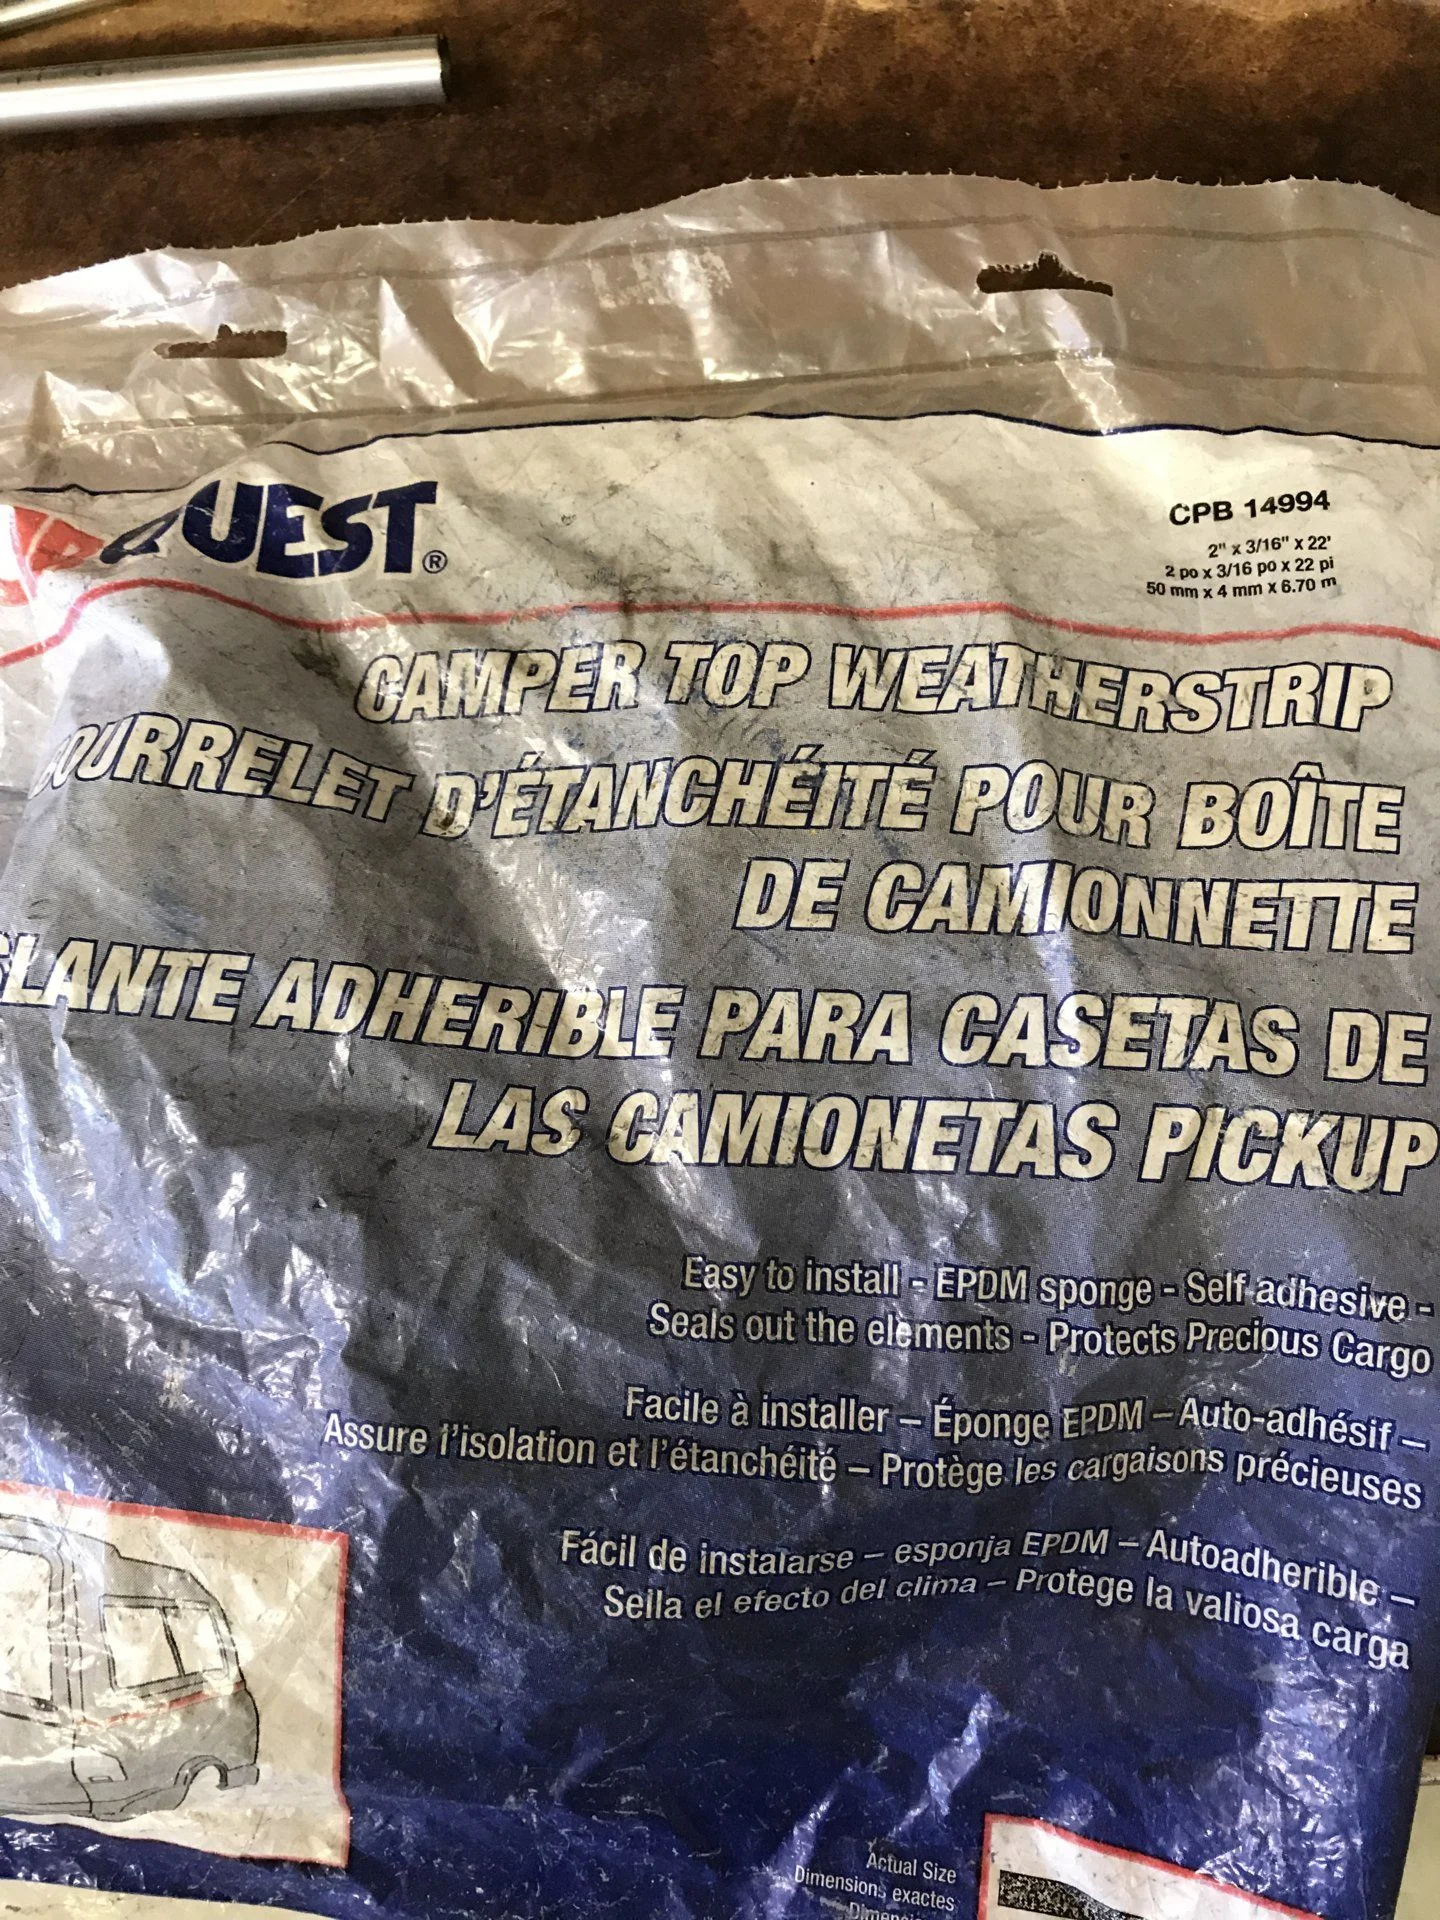 QUEST®
CPB 14994
2" x 3/16" x 22'
2 po x 3/16 po x 22 pi
50 mm x 4 mm x 6.70 m
CAMPER TOP WEATHERSTRIP
BOURRELET D'ÉTANCHÉITÉ POUR BOÎTE
DE CAMIONNETTE
SLANTE ADHERIBLE PARA CASETAS DE
LAS CAMIONETAS PICKUP
Easy to install - EPDM sponge - Self adhesive -
Seals out the elements - Protects Precious Cargo
Facile à installer – Éponge EPDM – Auto-adhésif –
Assure l'isolation et l'étanchéité – Protège les cargaisons précieuses
Fácil de instalarse – esponja EPDM – Autoadherible –
Sella el efecto del clima – Protege la valiosa carga
Actual Size
Dimensions exactes